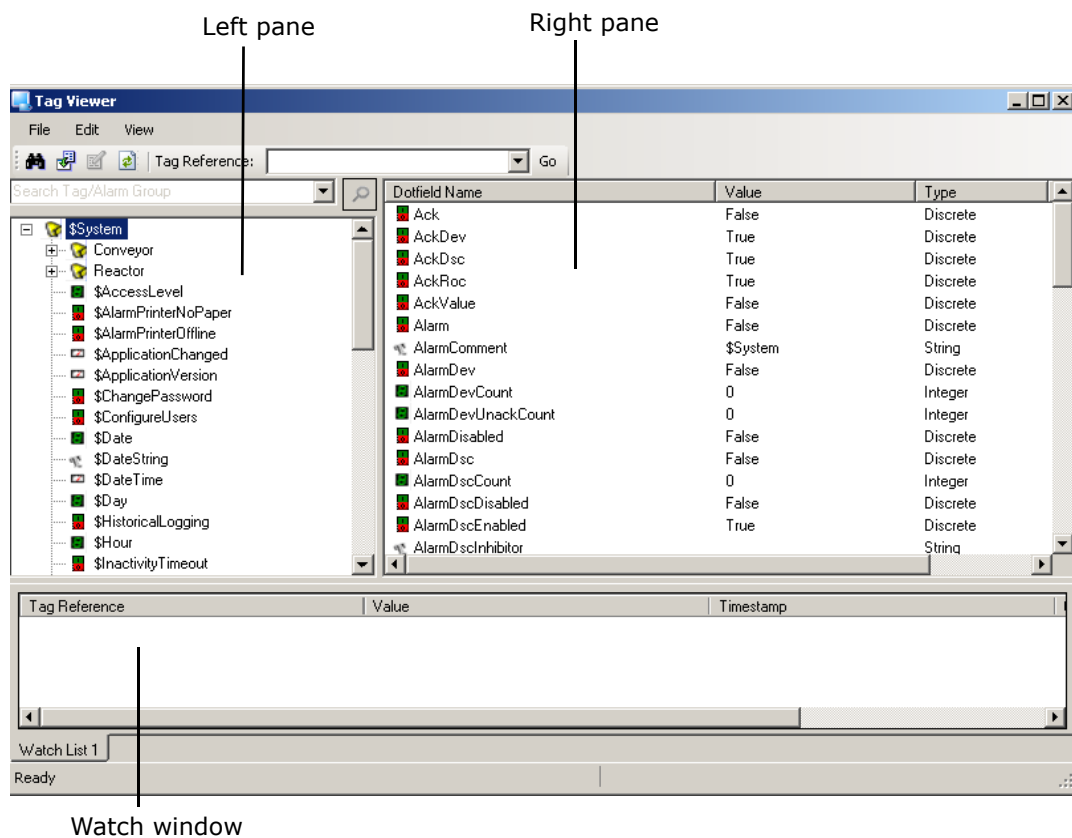 Left pane
Right pane
Tag Viewer
File Edit View
Tag Reference: Go
Search Tag/Alarm Group
$System
Conveyor
Reactor
$AccessLevel
$AlarmPrinterNoPaper
$AlarmPrinterOffline
$ApplicationChanged
$ApplicationVersion
$ChangePassword
$ConfigureUsers
$Date
$DateString
$DateTime
$Day
$HistoricalLogging
$Hour
$InactivityTimeout
Dotfield Name Value Type
Ack False Discrete
AckDev True Discrete
AckDsc True Discrete
AckRoc True Discrete
AckValue False Discrete
Alarm False Discrete
AlarmComment $System String
AlarmDev False Discrete
AlarmDevCount 0 Integer
AlarmDevUnackCount 0 Integer
AlarmDisabled False Discrete
AlarmDsc False Discrete
AlarmDscCount 0 Integer
AlarmDscDisabled False Discrete
AlarmDscEnabled True Discrete
AlarmDscInhibitor String
Tag Reference Value Timestamp
Watch List 1
Ready
Watch window